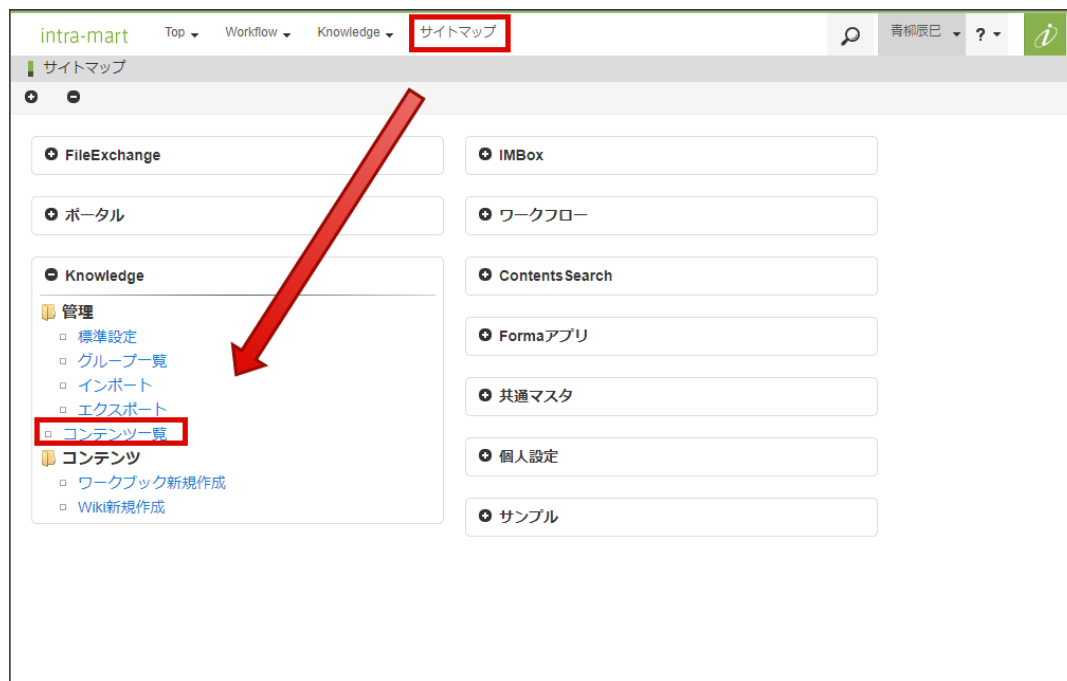 intra-mart Top Workflow Knowledge サイトマップ 青柳辰巳 ?
サイトマップ
FileExchange
ポータル
Knowledge
管理
標準設定
グループ一覧
インポート
エクスポート
コンテンツ一覧
コンテンツ
ワークブック新規作成
Wiki新規作成
IMBox
ワークフロー
ContentsSearch
Formaアプリ
共通マスタ
個人設定
サンプル